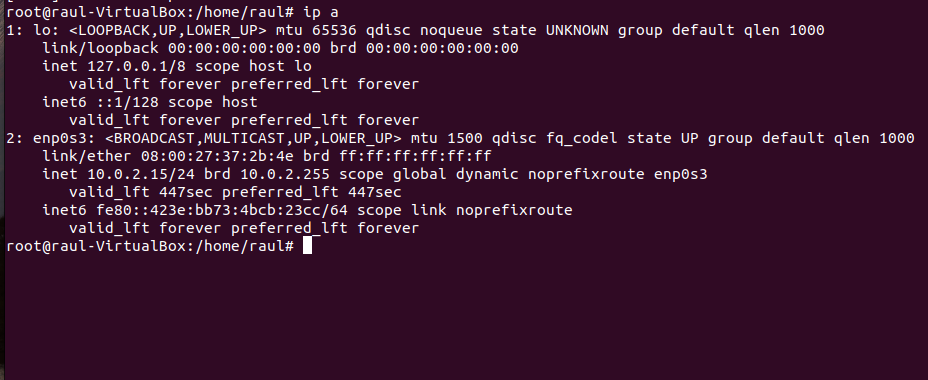 root@raul-VirtualBox:/home/raul# ip a
1: lo: <LOOPBACK,UP,LOWER_UP> mtu 65536 qdisc noqueue state UNKNOWN group default qlen 1000
    link/loopback 00:00:00:00:00:00 brd 00:00:00:00:00:00
    inet 127.0.0.1/8 scope host lo
       valid_lft forever preferred_lft forever
    inet6 ::1/128 scope host
       valid_lft forever preferred_lft forever
2: enp0s3: <BROADCAST,MULTICAST,UP,LOWER_UP> mtu 1500 qdisc fq_codel state UP group default qlen 1000
    link/ether 08:00:27:37:2b:4e brd ff:ff:ff:ff:ff:ff
    inet 10.0.2.15/24 brd 10.0.2.255 scope global dynamic noprefixroute enp0s3
       valid_lft 447sec preferred_lft 447sec
    inet6 fe80::423e:bb73:4bcb:23cc/64 scope link noprefixroute
       valid_lft forever preferred_lft forever
root@raul-VirtualBox:/home/raul#